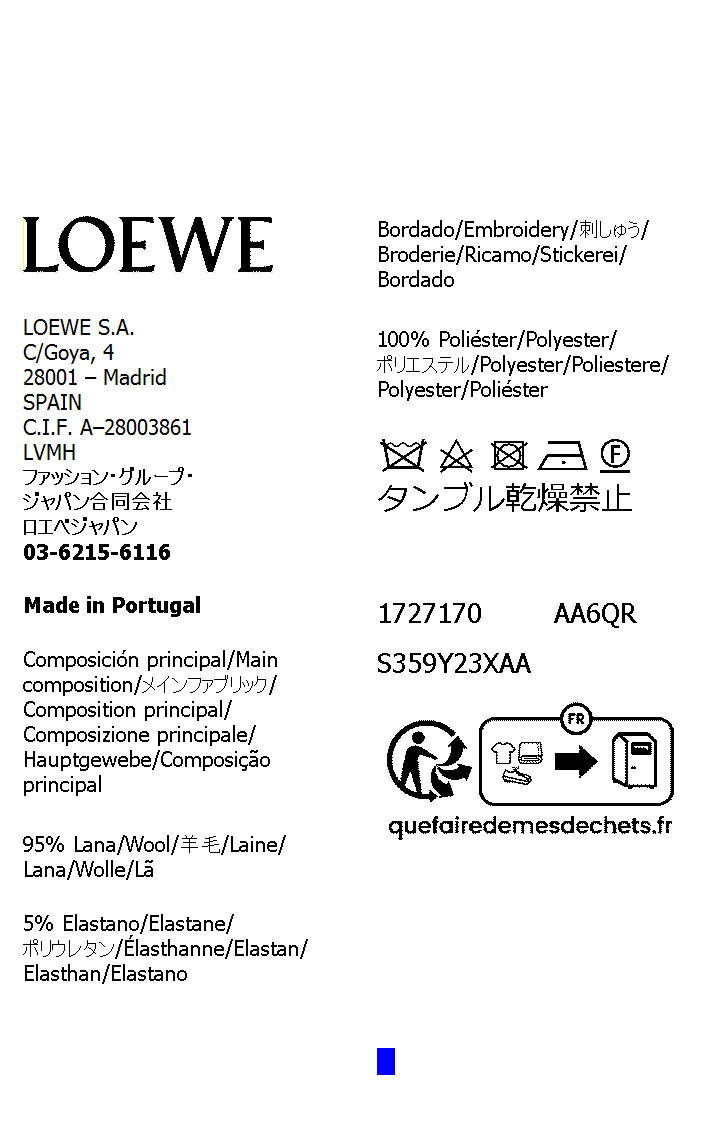 LOEWE
LOEWE S.A.
C/Goya, 4
28001 – Madrid
SPAIN
C.I.F. A–28003861
LVMH
ファッション・グループ・
ジャパン合同会社
ロエベジャパン
03-6215-6116
Made in Portugal
Composición principal/Main
composition/メインファブリック/
Composition principal/
Composizione principale/
Hauptgewebe/Composição
principal
95% Lana/Wool/羊毛/Laine/
Lana/Wolle/Lã
5% Elastano/Elastane/
ポリウレタン/Élasthanne/Elastan/
Elasthan/Elastano
Bordado/Embroidery/刺しゅう/
Broderie/Ricamo/Stickerei/
Bordado
100% Poliéster/Polyester/
ポリエステル/Polyester/Poliestere/
Polyester/Poliéster
F
タンブル乾燥禁止
1727170 AA6QR
S359Y23XAA
FR
quefairedemesdechets.fr